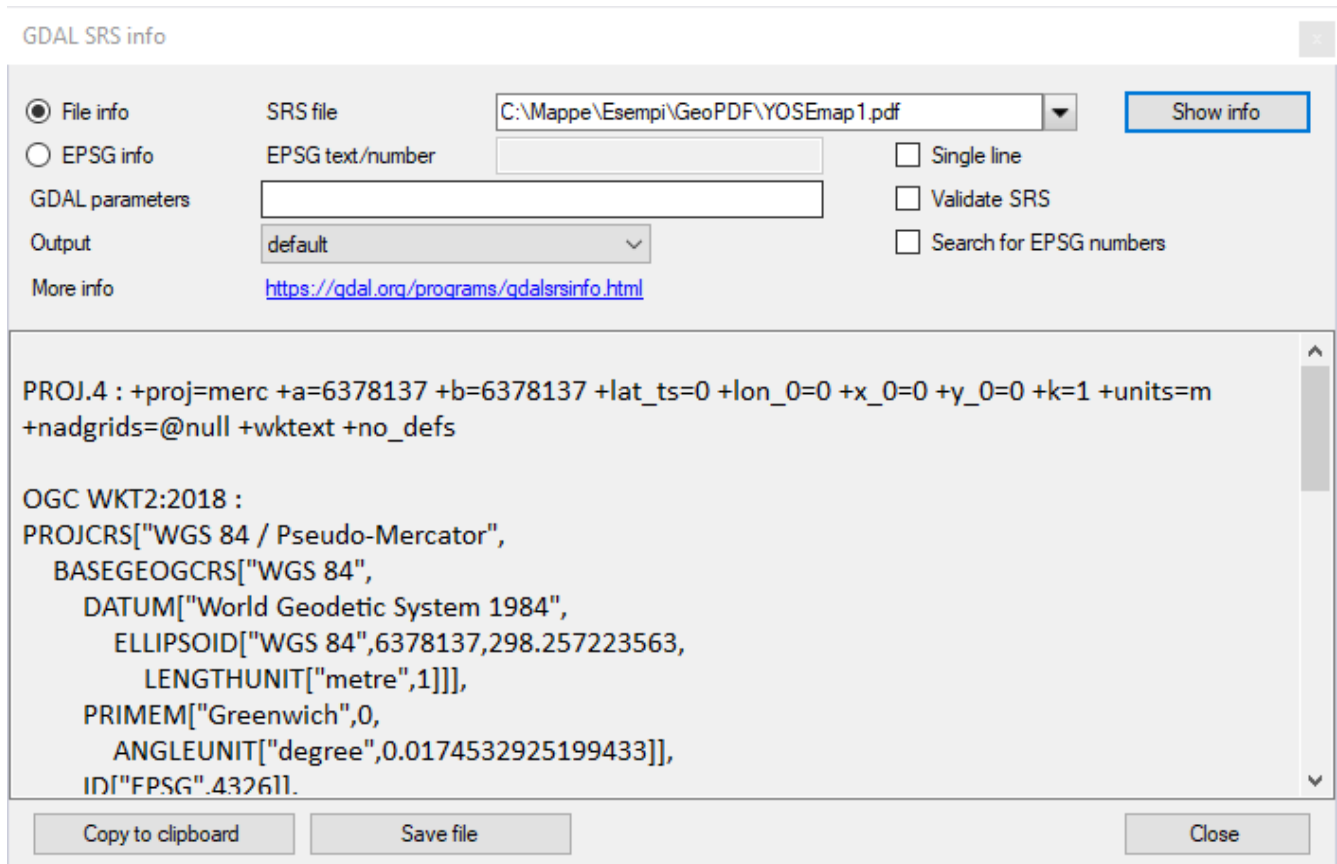 GDAL SRS info
x
File info SRS file C:\Mappe\Esempi\GeoPDF\YOSEmap1.pdf Show info
EPSG info EPSG text/number Single line
GDAL parameters Validate SRS
Output default Search for EPSG numbers
More info https://gdal.org/programs/gdalsrsinfo.html
PROJ.4 : +proj=merc +a=6378137 +b=6378137 +lat_ts=0 +lon_0=0 +x_0=0 +y_0=0 +k=1 +units=m
+nadgrids=@null +wktext +no_defs
OGC WKT2:2018 :
PROJCRS["WGS 84 / Pseudo-Mercator",
BASEGEOGCRS["WGS 84",
DATUM["World Geodetic System 1984",
ELLIPSOID["WGS 84",6378137,298.257223563,
LENGTHUNIT["metre",1]]],
PRIMEM["Greenwich",0,
ANGLEUNIT["degree",0.0174532925199433]],
ID["EPSG",4326]],
Copy to clipboard Save file Close